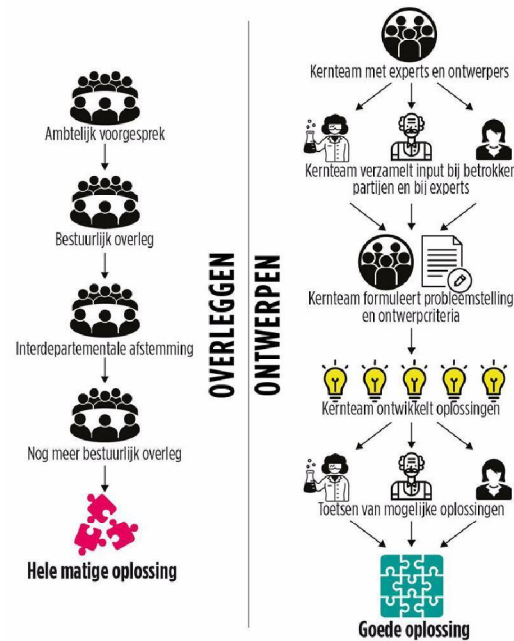 Ambtelijk voorgesprek
Bestuurlijk overleg
Interdepartementale afstemming
Nog meer bestuurlijk overleg
Hele matige oplossing
OVERLEGGEN
ONTWERPEN
Kernteam met experts en ontwerpers
Kernteam verzamelt input bij betrokken
partijen en bij experts
Kernteam formuleert probleemstelling
en ontwerpcriteria
Kernteam ontwikkelt oplossingen
Toetsen van mogelijke oplossingen
Goede oplossing